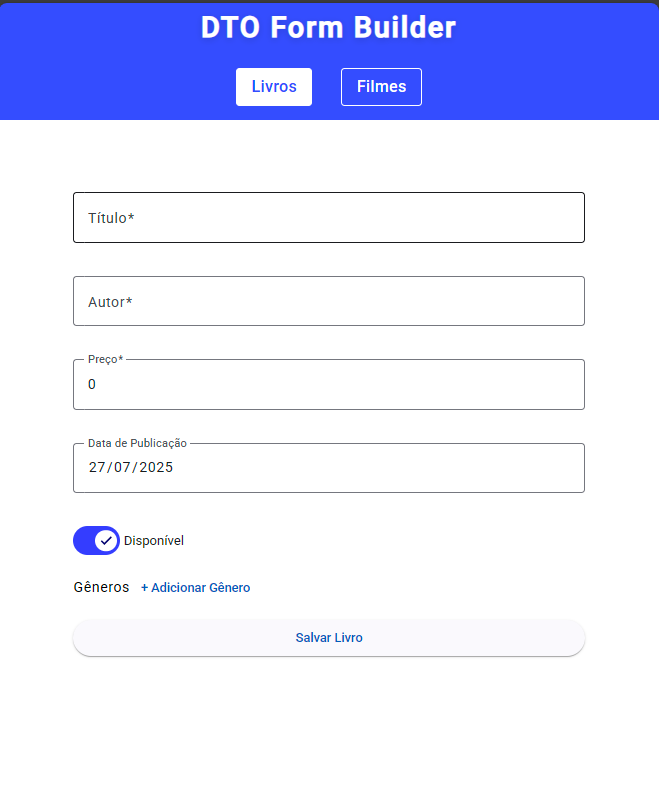 DTO Form Builder
Livros Filmes
Título*
Autor*
Preço*
0
Data de Publicação
27/07/2025
Disponível
Gêneros + Adicionar Gênero
Salvar Livro